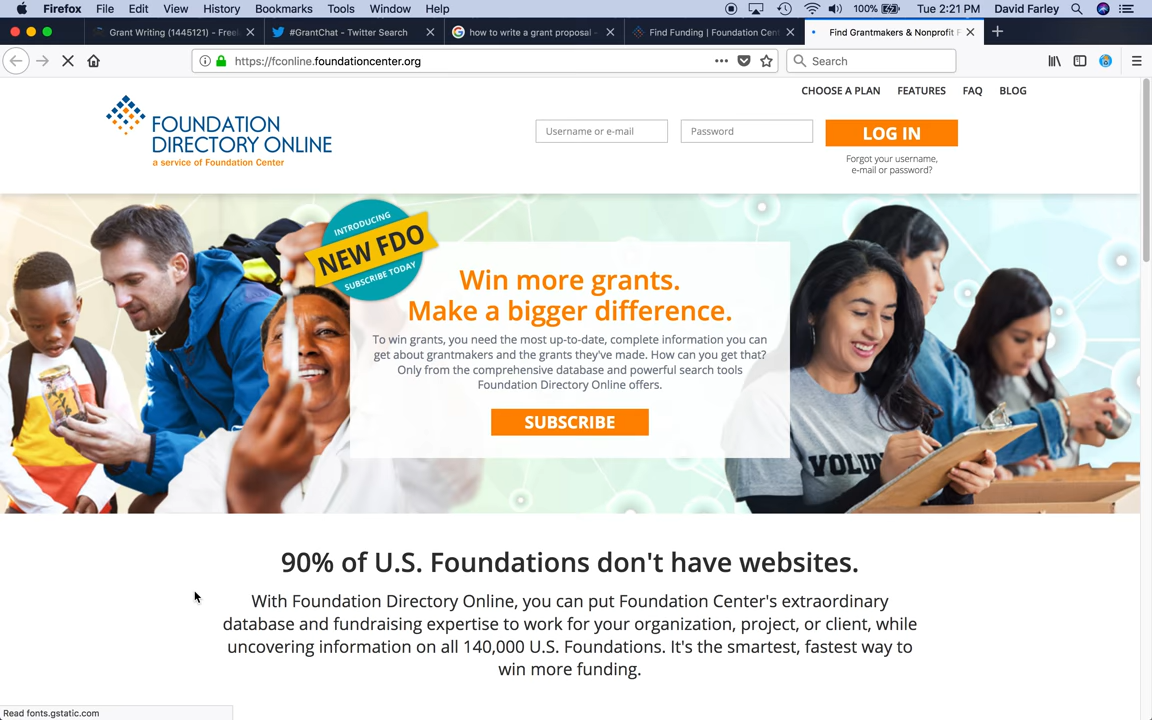 Firefox File Edit View History Bookmarks Tools Window Help 100% Tue 2:21 PM David Farley
Grant Writing (1445121) - Free
#GrantChat - Twitter Search
how to write a grant proposal -
Find Funding | Foundation Cen
Find Grantmakers & Nonprofit F
https://fconline.foundationcenter.org
Search
CHOOSE A PLAN FEATURES FAQ BLOG
FOUNDATION
DIRECTORY ONLINE
a service of Foundation Center
Username or e-mail
Password
LOG IN
Forgot your username,
e-mail or password?
INTRODUCING
NEW FDO
SUBSCRIBE TODAY
Win more grants.
Make a bigger difference.
To win grants, you need the most up-to-date, complete information you can
get about grantmakers and the grants they've made. How can you get that?
Only from the comprehensive database and powerful search tools
Foundation Directory Online offers.
SUBSCRIBE
VOLUN
90% of U.S. Foundations don't have websites.
With Foundation Directory Online, you can put Foundation Center's extraordinary
database and fundraising expertise to work for your organization, project, or client, while
uncovering information on all 140,000 U.S. Foundations. It's the smartest, fastest way to
win more funding.
Read fonts.gstatic.com